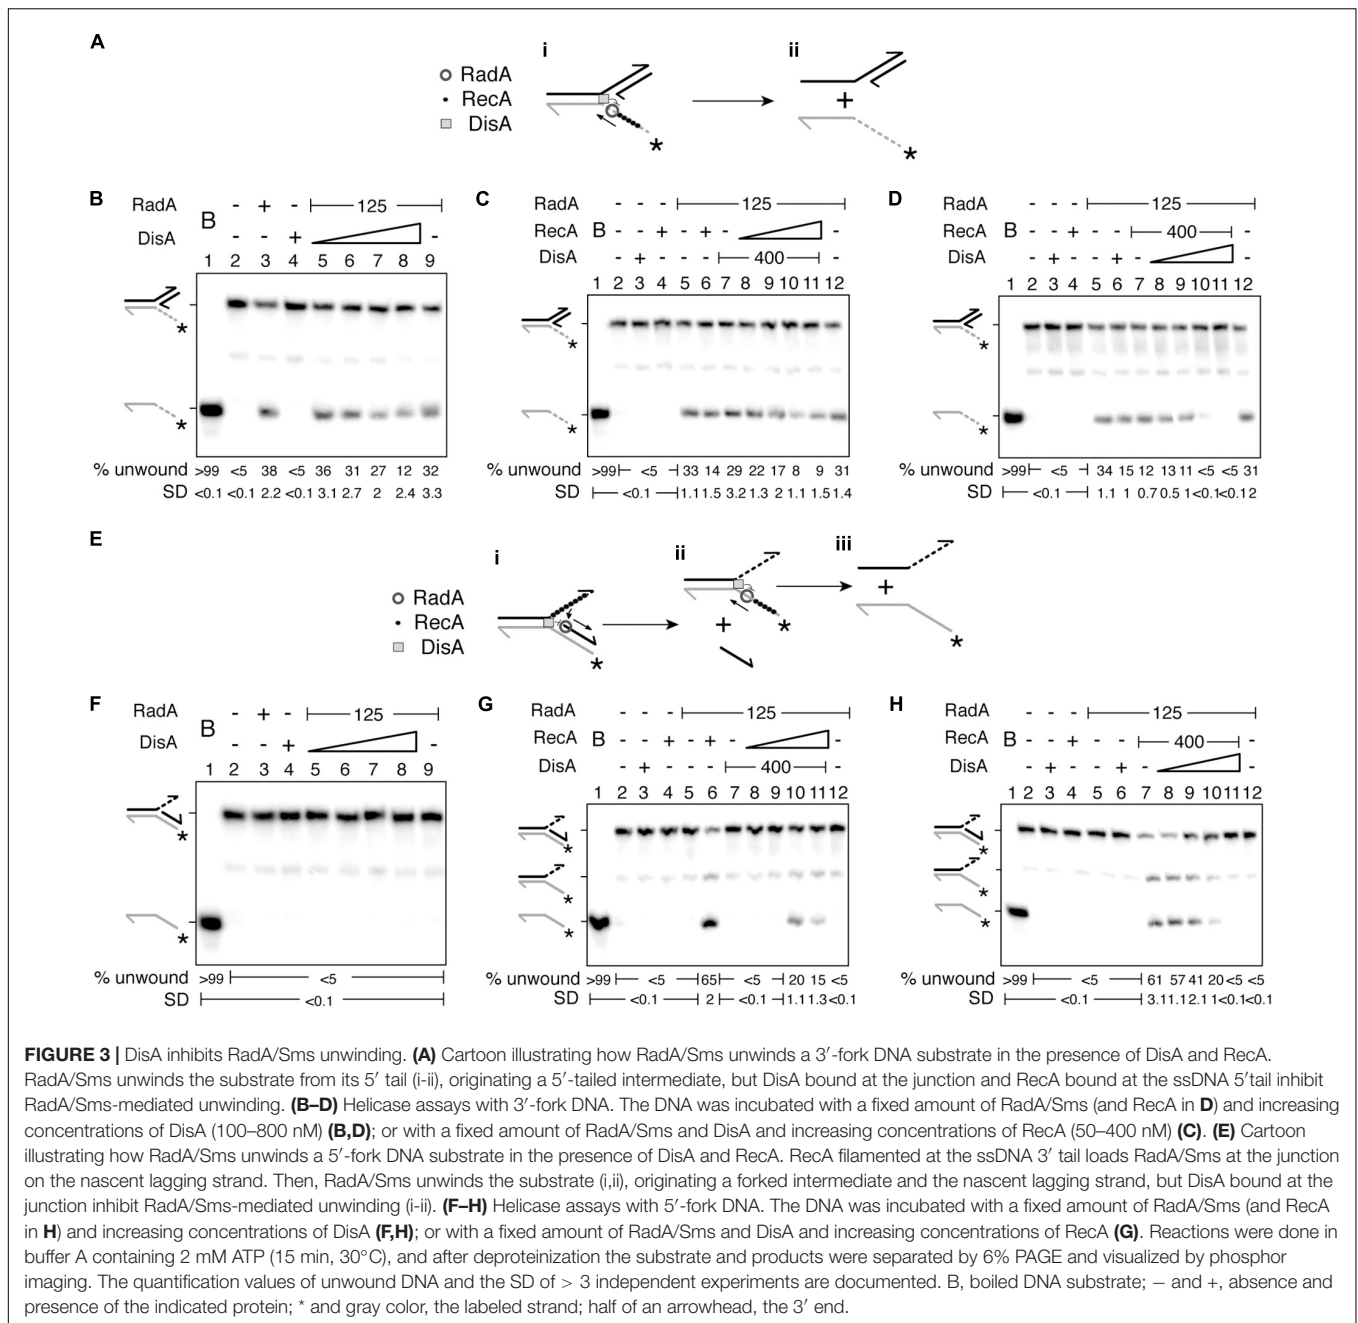 A
i
ii
RadA
RecA
DisA
+
*
*
B
RadA - + - 125
DisA B - - + -
1 2 3 4 5 6 7 8 9
*
*
% unwound >99 <5 38 <5 36 31 27 12 32
SD <0.1 <0.1 2.2 <0.1 3.1 2.7 2 2.4 3.3
C
RadA - - - 125
RecA B - - + - + - -
DisA - + - - - 400 -
1 2 3 4 5 6 7 8 9 10 11 12
*
*
% unwound >99 <5 33 14 29 22 17 8 9 31
SD <0.1 1.1 1.5 3.2 1.3 2 1.1 1.5 1.4
D
RadA - - - 125
RecA B - - + - - 400 -
DisA - + - - + - -
1 2 3 4 5 6 7 8 9 10 11 12
*
*
% unwound >99 <5 34 15 12 13 11 <5 <5 31
SD <0.1 1.1 1 0.7 0.5 1 <0.1 <0.1 2
E
i
ii
iii
RadA
RecA
DisA
+
+
*
*
*
F
RadA - + - 125
DisA B - - + -
1 2 3 4 5 6 7 8 9
*
*
% unwound >99 <5
SD <0.1
G
RadA - - - 125
RecA B - - + - + - -
DisA - + - - - 400 -
1 2 3 4 5 6 7 8 9 10 11 12
*
*
*
% unwound >99 <5 65 <5 20 15 <5
SD <0.1 2 <0.1 1.1 1.3 <0.1
H
RadA - - - 125
RecA B - - + - - 400 -
DisA - + - - + - -
1 2 3 4 5 6 7 8 9 10 11 12
*
*
*
% unwound >99 <5 61 57 41 20 <5 <5
SD <0.1 3.1 1.1 2.1 1 <0.1 <0.1
FIGURE 3 | DisA inhibits RadA/Sms unwinding. (A) Cartoon illustrating how RadA/Sms unwinds a 3′-fork DNA substrate in the presence of DisA and RecA.
RadA/Sms unwinds the substrate from its 5′ tail (i-ii), originating a 5′-tailed intermediate, but DisA bound at the junction and RecA bound at the ssDNA 5′tail inhibit
RadA/Sms-mediated unwinding. (B–D) Helicase assays with 3′-fork DNA. The DNA was incubated with a fixed amount of RadA/Sms (and RecA in D) and increasing
concentrations of DisA (100–800 nM) (B,D); or with a fixed amount of RadA/Sms and DisA and increasing concentrations of RecA (50–400 nM) (C). (E) Cartoon
illustrating how RadA/Sms unwinds a 5′-fork DNA substrate in the presence of DisA and RecA. RecA filamented at the ssDNA 3′ tail loads RadA/Sms at the junction
on the nascent lagging strand. Then, RadA/Sms unwinds the substrate (i,ii), originating a forked intermediate and the nascent lagging strand, but DisA bound at the
junction inhibit RadA/Sms-mediated unwinding (i-ii). (F–H) Helicase assays with 5′-fork DNA. The DNA was incubated with a fixed amount of RadA/Sms (and RecA
in H) and increasing concentrations of DisA (F,H); or with a fixed amount of RadA/Sms and DisA and increasing concentrations of RecA (G). Reactions were done in
buffer A containing 2 mM ATP (15 min, 30°C), and after deproteinization the substrate and products were separated by 6% PAGE and visualized by phosphor
imaging. The quantification values of unwound DNA and the SD of > 3 independent experiments are documented. B, boiled DNA substrate; − and +, absence and
presence of the indicated protein; * and gray color, the labeled strand; half of an arrowhead, the 3′ end.